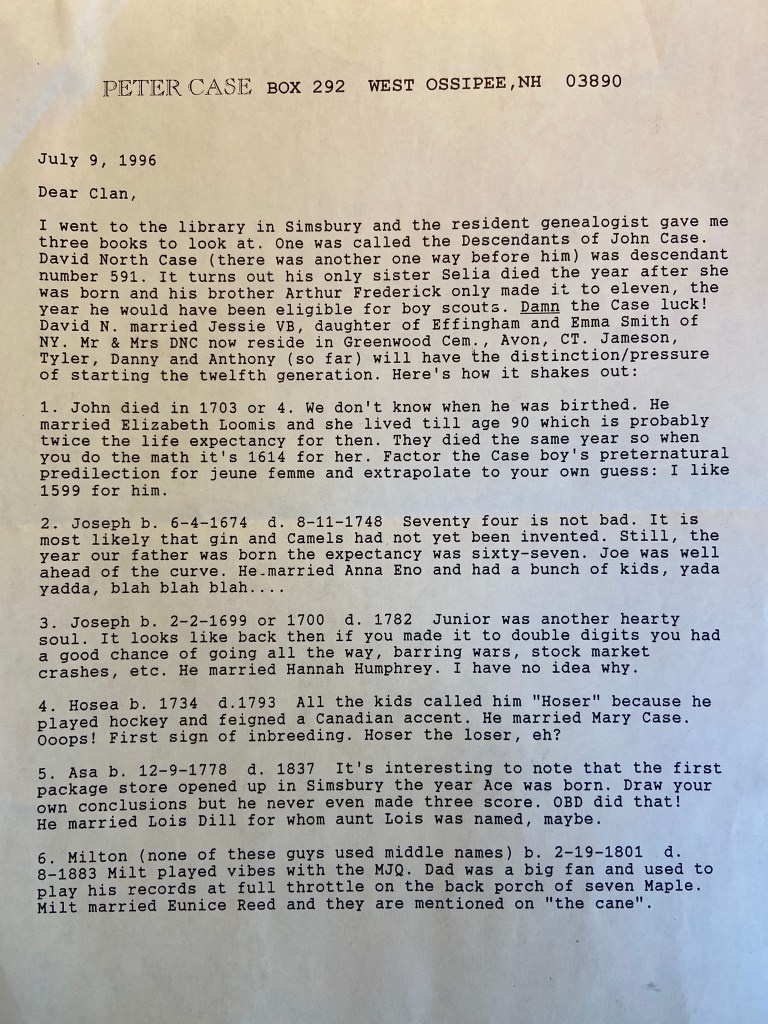 PETER CASE BOX 292 WEST OSSIPEE,NH 03890
July 9, 1996
Dear Clan,
I went to the library in Simsbury and the resident genealogist gave me
three books to look at. One was called the Descendants of John Case.
David North Case (there was another one way before him) was descendant
number 591. It turns out his only sister Selia died the year after she
was born and his brother Arthur Frederick only made it to eleven, the
year he would have been eligible for boy scouts. Damn the Case luck!
David N. married Jessie VB, daughter of Effingham and Emma Smith of
NY. Mr & Mrs DNC now reside in Greenwood Cem., Avon, CT. Jameson,
Tyler, Danny and Anthony (so far) will have the distinction/pressure
of starting the twelfth generation. Here's how it shakes out:
1. John died in 1703 or 4. We don't know when he was birthed. He
married Elizabeth Loomis and she lived till age 90 which is probably
twice the life expectancy for then. They died the same year so when
you do the math it's 1614 for her. Factor the Case boy's preternatural
predilection for jeune femme and extrapolate to your own guess: I like
1599 for him.
2. Joseph b. 6-4-1674 d. 8-11-1748 Seventy four is not bad. It is
most likely that gin and Camels had not yet been invented. Still, the
year our father was born the expectancy was sixty-seven. Joe was well
ahead of the curve. He married Anna Eno and had a bunch of kids, yada
yadda, blah blah blah....
3. Joseph b. 2-2-1699 or 1700 d. 1782 Junior was another hearty
soul. It looks like back then if you made it to double digits you had
a good chance of going all the way, barring wars, stock market
crashes, etc. He married Hannah Humphrey. I have no idea why.
4. Hosea b. 1734 d.1793 All the kids called him "Hoser" because he
played hockey and feigned a Canadian accent. He married Mary Case.
Ooops! First sign of inbreeding. Hoser the loser, eh?
5. Asa b. 12-9-1778 d. 1837 It's interesting to note that the first
package store opened up in Simsbury the year Ace was born. Draw your
own conclusions but he never even made three score. OBD did that!
He married Lois Dill for whom aunt Lois was named, maybe.
6. Milton (none of these guys used middle names) b. 2-19-1801 d.
8-1883 Milt played vibes with the MJQ. Dad was a big fan and used to
play his records at full throttle on the back porch of seven Maple.
Milt married Eunice Reed and they are mentioned on "the cane".